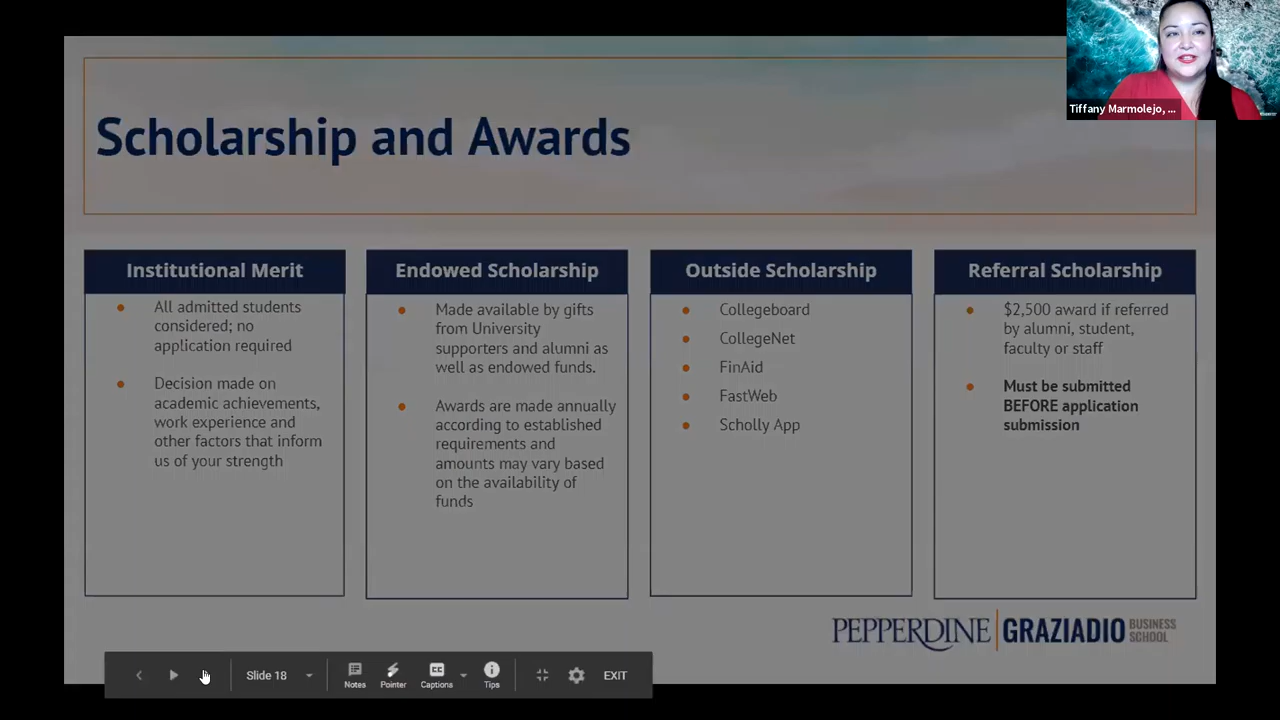 Tiffany Marmolejo, ...
Scholarship and Awards
Institutional Merit
All admitted students
considered; no
application required
Decision made on
academic achievements,
work experience and
other factors that inform
us of your strength
Endowed Scholarship
Made available by gifts
from University
supporters and alumni as
well as endowed funds.
Awards are made annually
according to established
requirements and
amounts may vary based
on the availability of
funds
Outside Scholarship
Collegeboard
CollegeNet
FinAid
FastWeb
Scholly App
Referral Scholarship
$2,500 award if referred
by alumni, student,
faculty or staff
Must be submitted
BEFORE application
submission
PEPPERDINE GRAZIADIO BUSINESS
SCHOOL
Slide 18
Notes
Pointer
Captions
Tips
EXIT